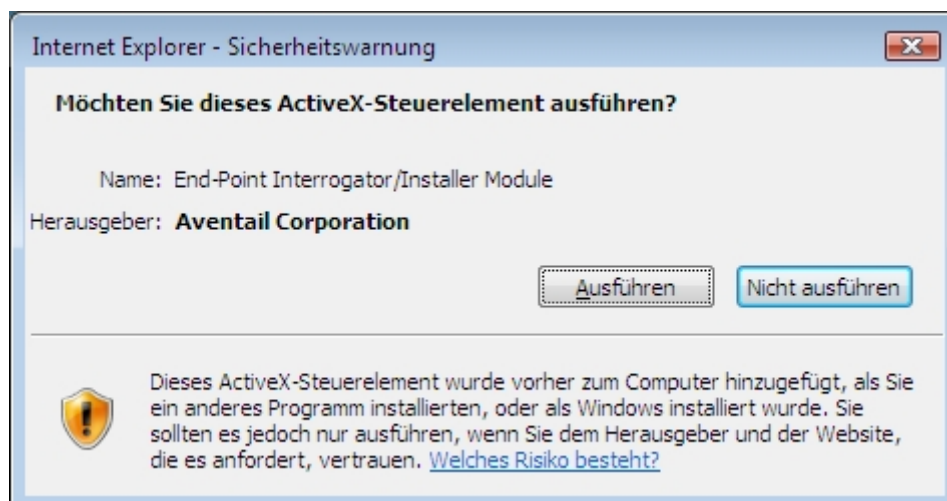 Internet Explorer - Sicherheitswarnung
Möchten Sie dieses ActiveX-Steuerelement ausführen?
Name: End-Point Interrogator/Installer Module
Herausgeber: Aventail Corporation
Ausführen Nicht ausführen
Dieses ActiveX-Steuerelement wurde vorher zum Computer hinzugefügt, als Sie
ein anderes Programm installierten, oder als Windows installiert wurde. Sie
sollten es jedoch nur ausführen, wenn Sie dem Herausgeber und der Website,
die es anfordert, vertrauen. Welches Risiko besteht?